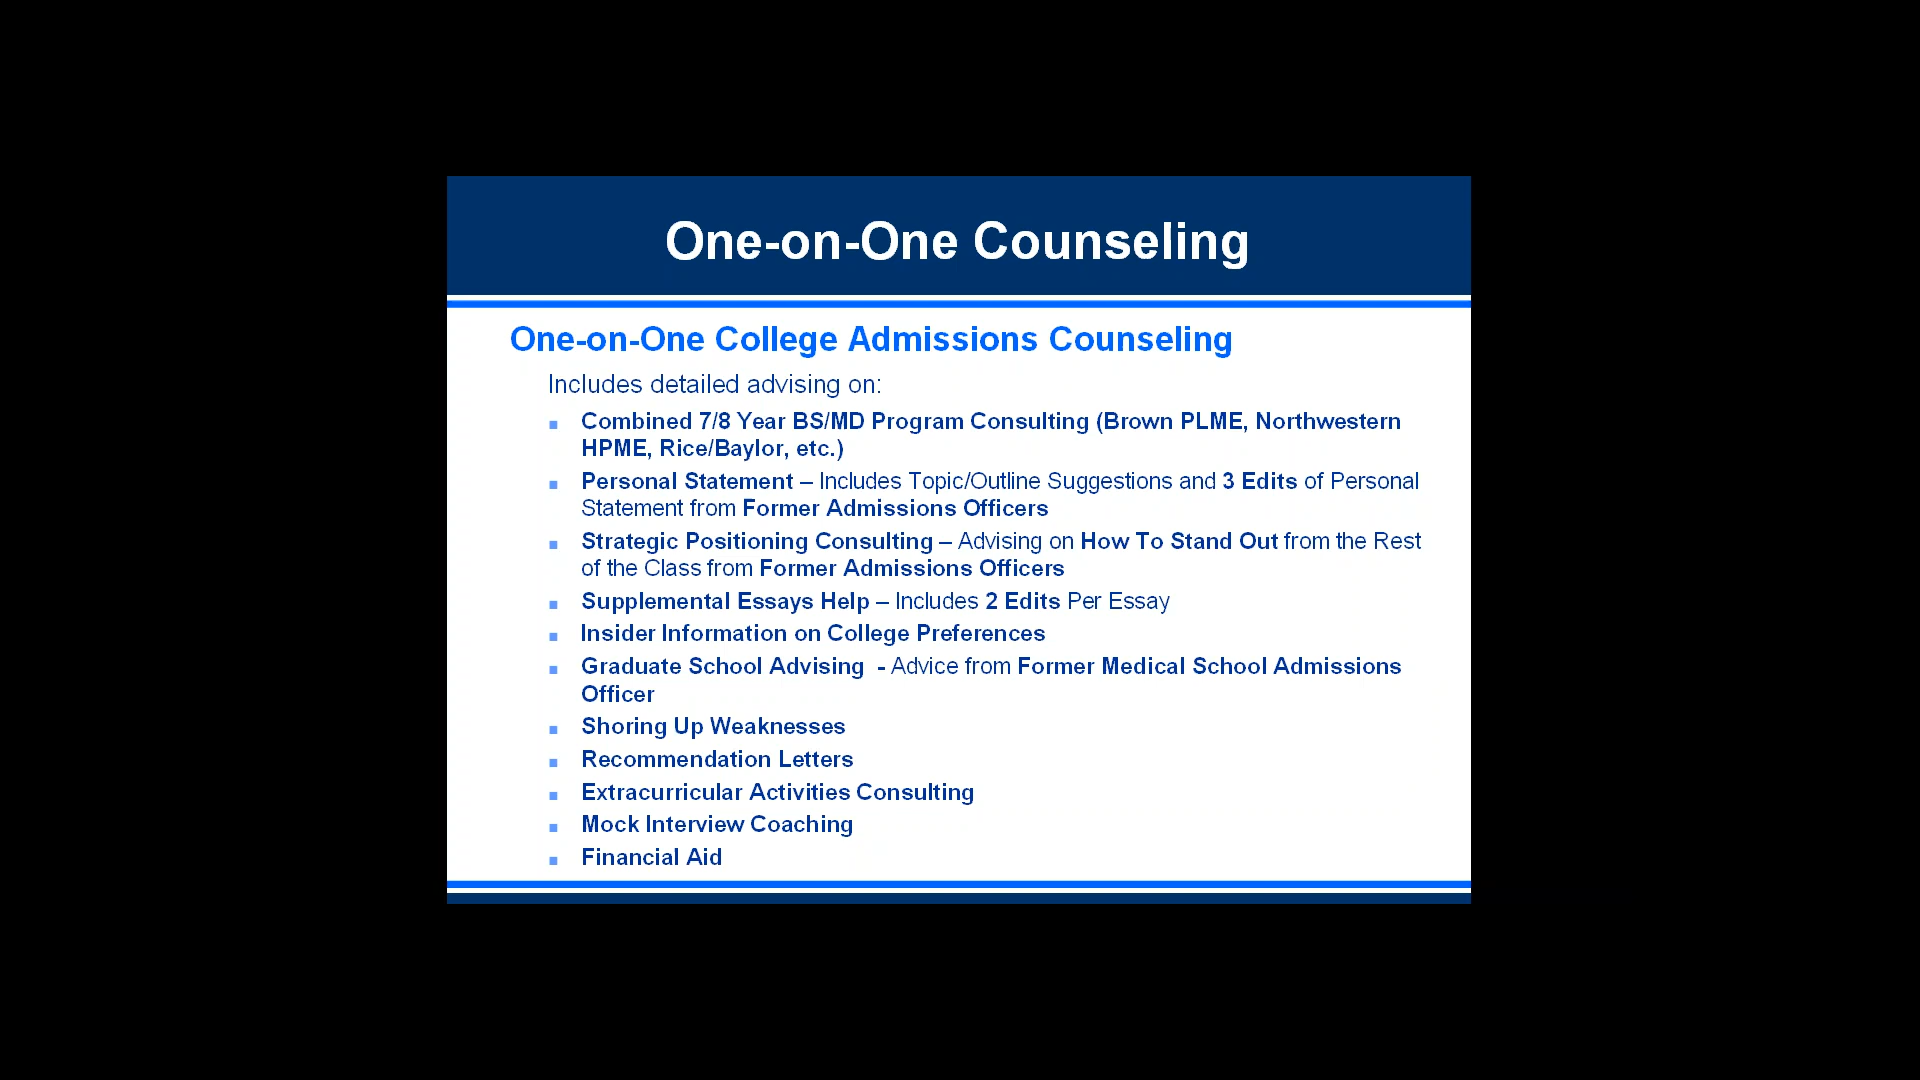 One-on-One Counseling
One-on-One College Admissions Counseling
Includes detailed advising on:
Combined 7/8 Year BS/MD Program Consulting (Brown PLME, Northwestern
HPME, Rice/Baylor, etc.)
Personal Statement – Includes Topic/Outline Suggestions and 3 Edits of Personal
Statement from Former Admissions Officers
Strategic Positioning Consulting – Advising on How To Stand Out from the Rest
of the Class from Former Admissions Officers
Supplemental Essays Help – Includes 2 Edits Per Essay
Insider Information on College Preferences
Graduate School Advising  - Advice from Former Medical School Admissions
Officer
Shoring Up Weaknesses
Recommendation Letters
Extracurricular Activities Consulting
Mock Interview Coaching
Financial Aid